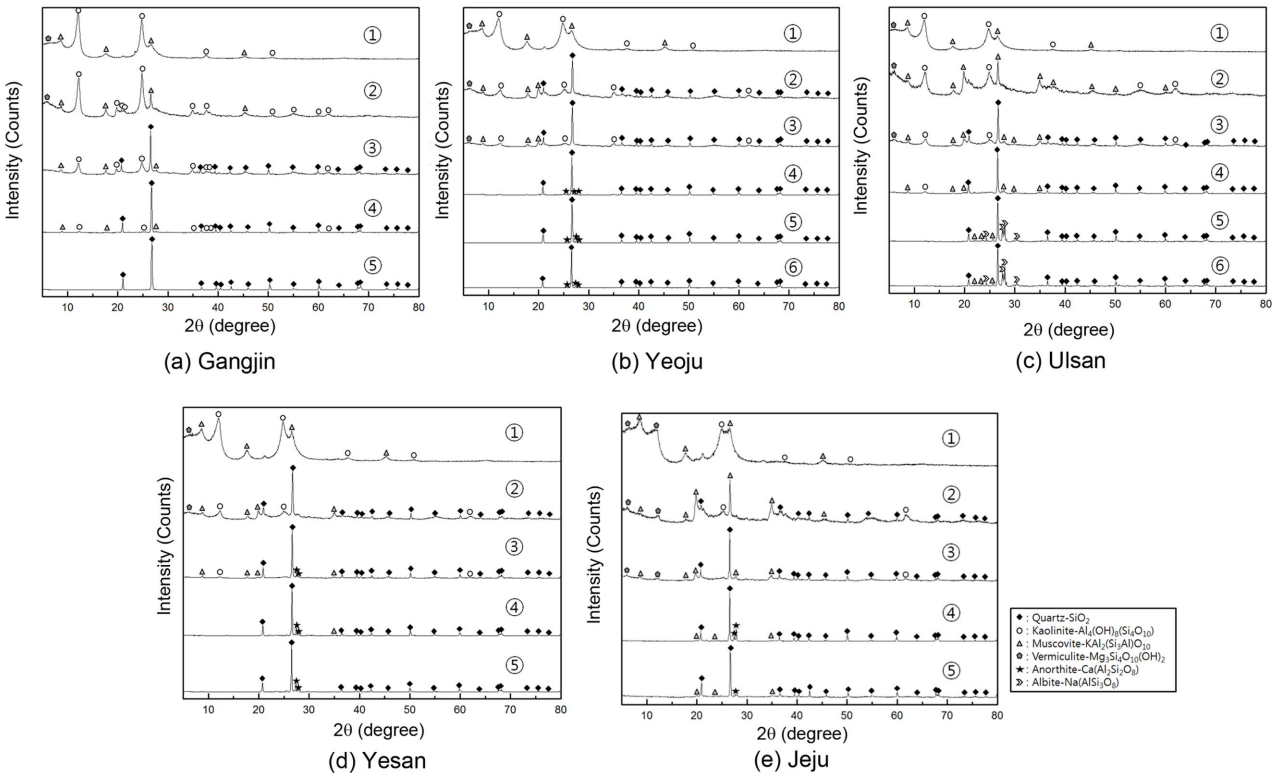 Intensity (Counts)
①
②
③
④
⑤
10 20 30 40 50 60 70 80
2θ (degree)
(a) Gangjin
Intensity (Counts)
①
②
③
④
⑤
⑥
10 20 30 40 50 60 70 80
2θ (degree)
(b) Yeoju
Intensity (Counts)
①
②
③
④
⑤
⑥
10 20 30 40 50 60 70 80
2θ (degree)
(c) Ulsan
Intensity (Counts)
①
②
③
④
⑤
10 20 30 40 50 60 70 80
2θ (degree)
(d) Yesan
Intensity (Counts)
①
②
③
④
⑤
10 20 30 40 50 60 70 80
2θ (degree)
(e) Jeju
: Quartz-SiO₂
: Kaolinite-Al₄(OH)₈(Si₄O₁₀)
: Muscovite-KAl₂(Si₃Al)O₁₀
: Vermiculite-Mg₃Si₄O₁₀(OH)₂
: Anorthite-Ca(Al₂Si₂O₈)
: Albite-Na(AlSi₃O₈)